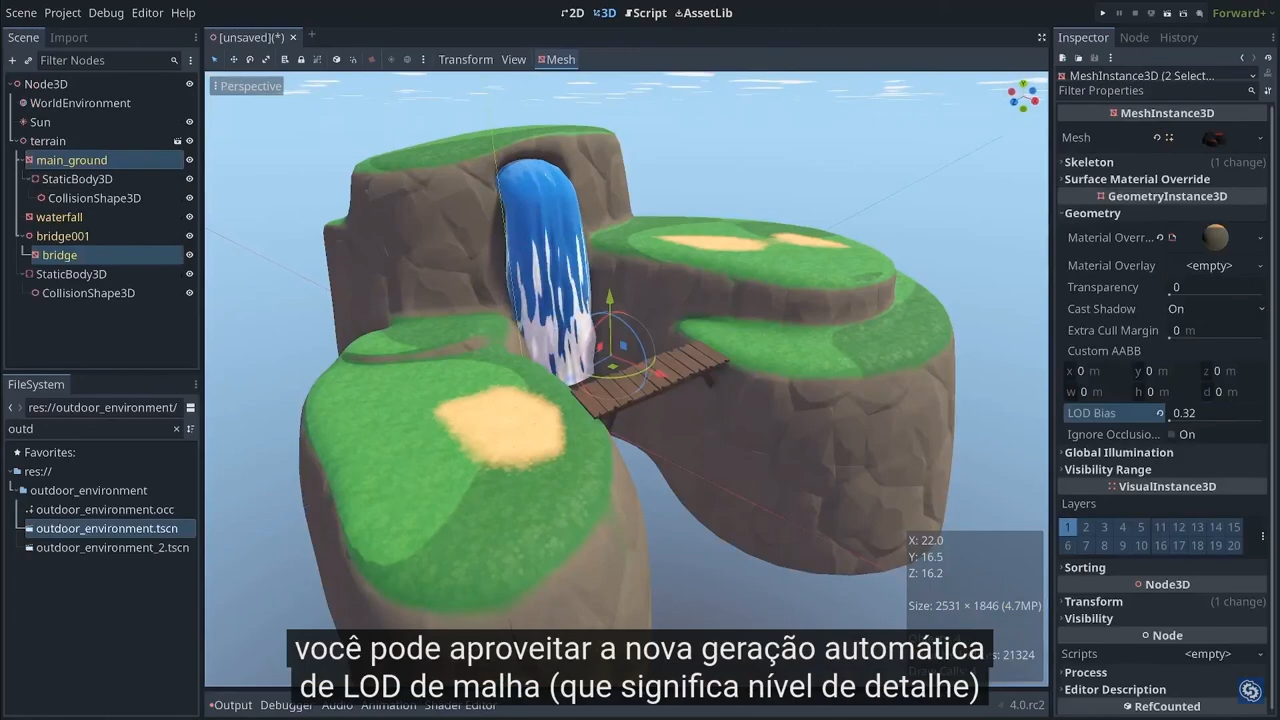 Scene Project Debug Editor Help
2D 3D Script AssetLib
Forward+
Scene Import
Filter Nodes
Node3D
WorldEnvironment
Sun
terrain
main_ground
StaticBody3D
CollisionShape3D
waterfall
bridge001
bridge
StaticBody3D
CollisionShape3D
FileSystem
res://outdoor_environment/
outd
Favorites:
res://
outdoor_environment
outdoor_environment.occ
outdoor_environment.tscn
outdoor_environment_2.tscn
[unsaved](*)
Transform View Mesh
Perspective
X: 22.0
Y: 16.5
Z: 16.2
Size: 2531 × 1846 (4.7MP)
s: 21324
você pode aproveitar a nova geração automática
de LOD de malha (que significa nível de detalhe)
Output Debugger Audio Animation Shader Editor
4.0.rc2
Inspector Node History
MeshInstance3D (2 Select...
Filter Properties
MeshInstance3D
Mesh
Skeleton (1 change)
Surface Material Override
GeometryInstance3D
Geometry
Material Overr...
Material Overlay <empty>
Transparency 0
Cast Shadow On
Extra Cull Margin 0 m
Custom AABB
x 0 m y 0 m z 0 m
w 0 m h 0 m d 0 m
LOD Bias 0.32
Ignore Occlusio... On
Global Illumination
Visibility Range
VisualInstance3D
Layers
1 2 3 4 5 11 12 13 14 15
6 7 8 9 10 16 17 18 19 20
Sorting
Node3D
Transform (1 change)
Visibility
Node
Scripts <empty>
Process
Editor Description
RefCounted